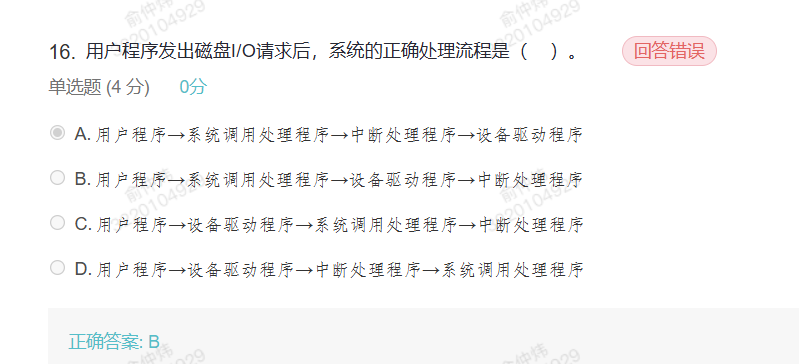 16. 用户程序发出磁盘I/O请求后，系统的正确处理流程是（ ）。 回答错误
单选题 (4 分) 0分
A. 用户程序→系统调用处理程序→中断处理程序→设备驱动程序
B. 用户程序→系统调用处理程序→设备驱动程序→中断处理程序
C. 用户程序→设备驱动程序→系统调用处理程序→中断处理程序
D. 用户程序→设备驱动程序→中断处理程序→系统调用处理程序
正确答案: B